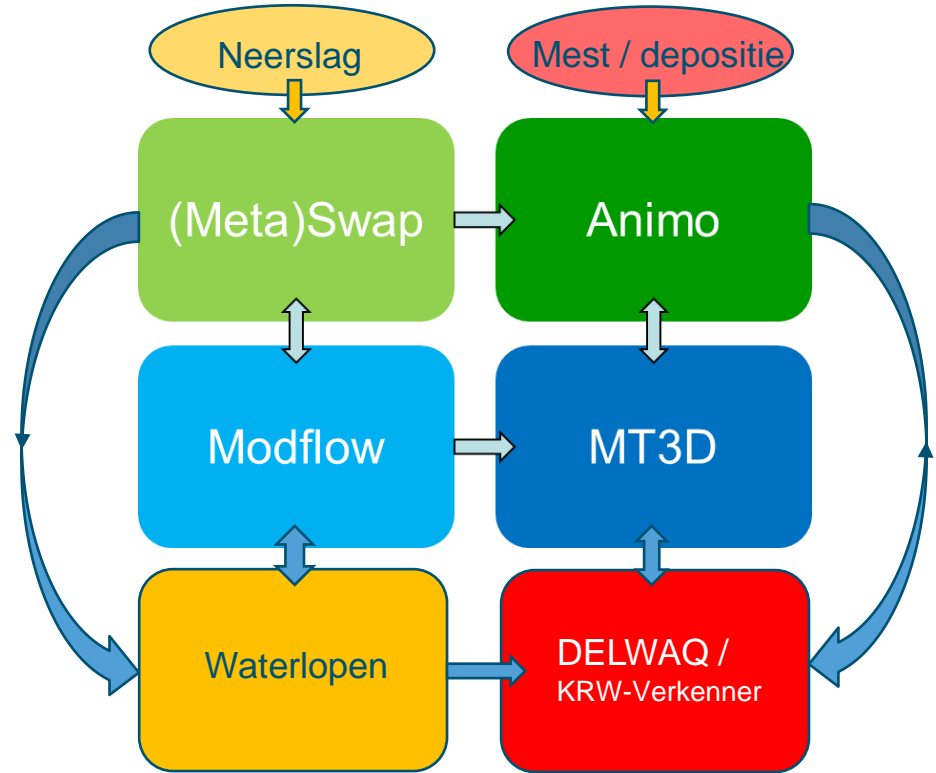 Neerslag
Mest / depositie
(Meta)Swap
Animo
Modflow
MT3D
Waterlopen
DELWAQ /
KRW-Verkenner